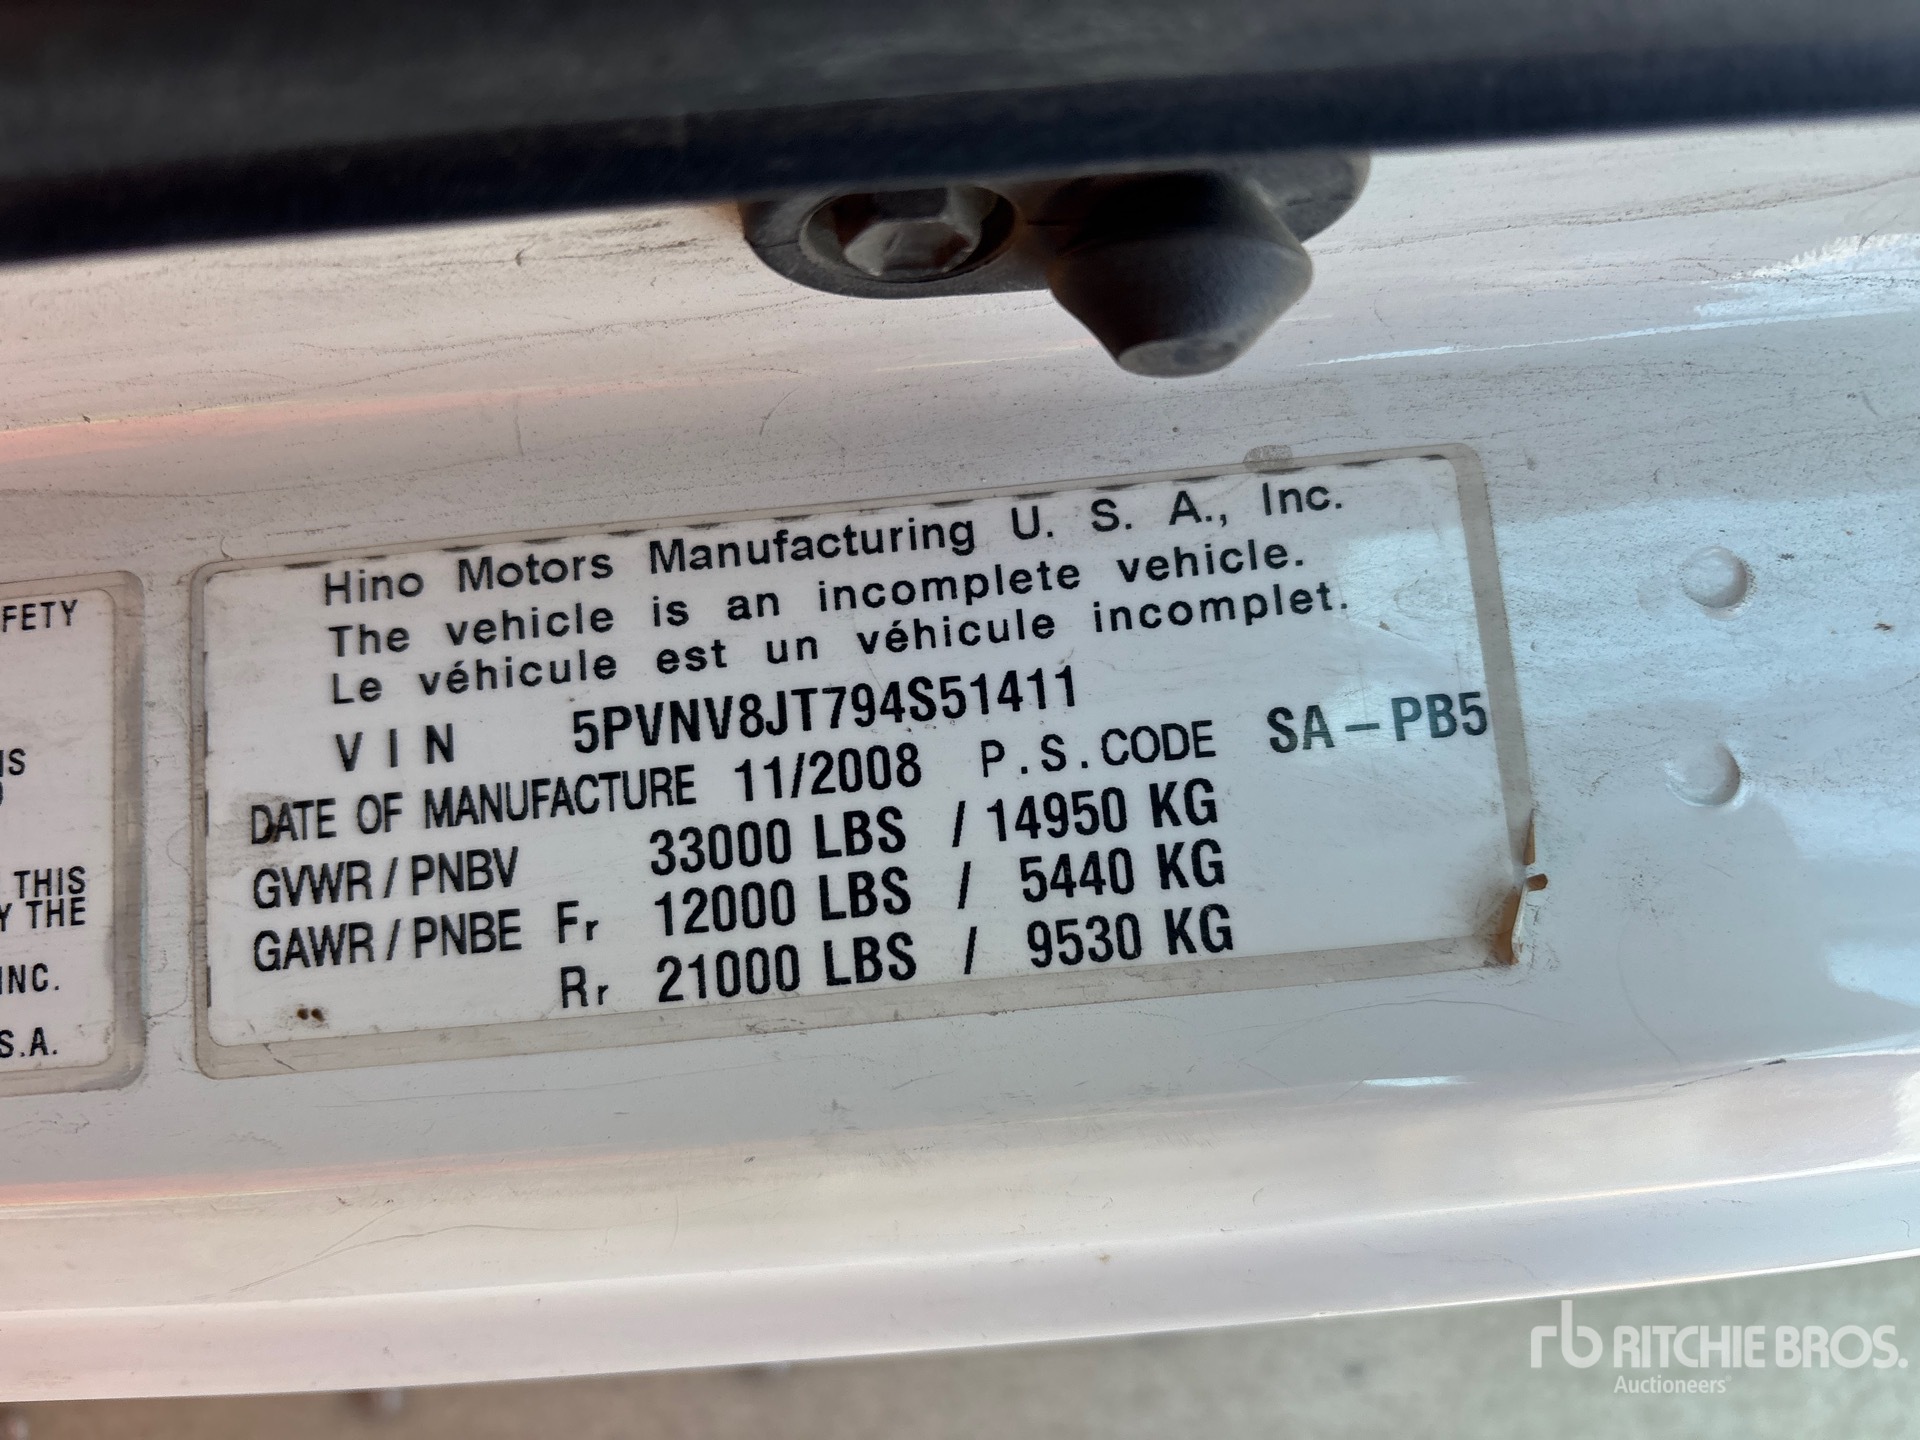 FETY
IS
THIS
Y THE
INC.
S.A.
Hino Motors Manufacturing U. S. A., Inc.
The vehicle is an incomplete vehicle.
Le véhicule est un véhicule incomplet.
VIN 5PVNV8JT794S51411
DATE OF MANUFACTURE 11/2008 P.S.CODE SA-PB5
GVWR/PNBV 33000 LBS / 14950 KG
GAWR/PNBE Fr 12000 LBS / 5440 KG
Rr 21000 LBS / 9530 KG
rb RITCHIE BROS.
Auctioneers